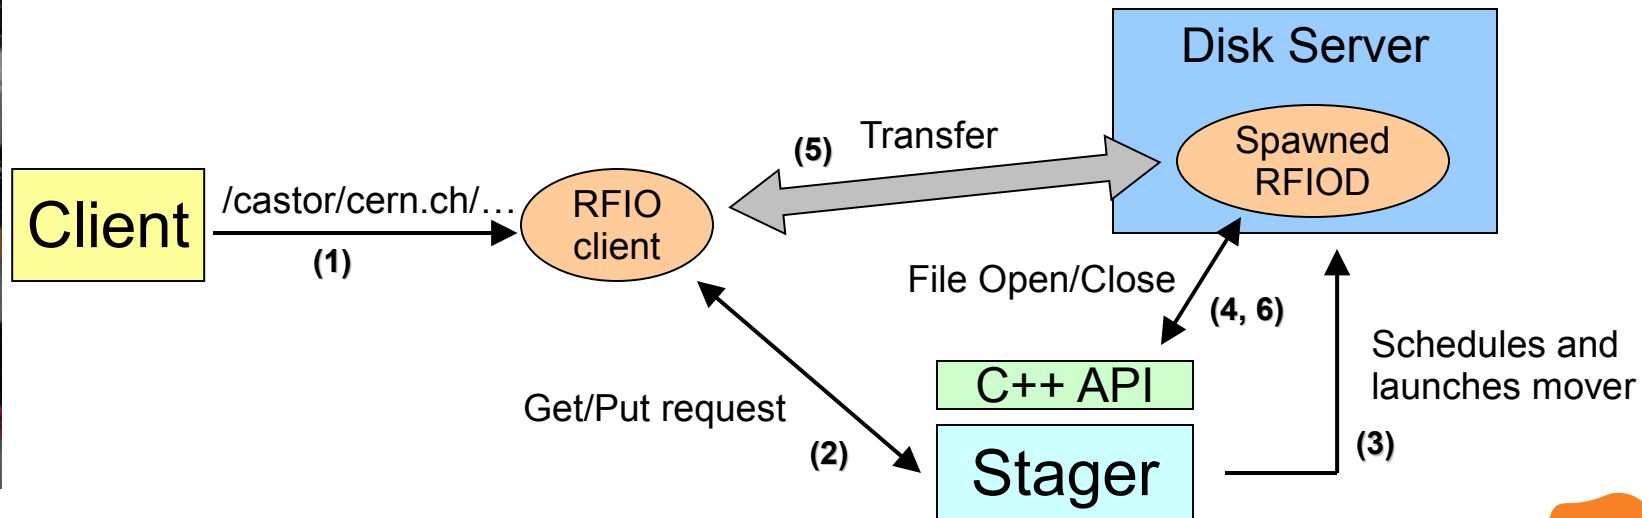 Disk Server
Spawned
RFIOD
(5)
Transfer
Client
/castor/cern.ch/…
(1)
RFIO
client
File Open/Close
(4, 6)
Schedules and
launches mover
(3)
C++ API
Get/Put request
(2)
Stager